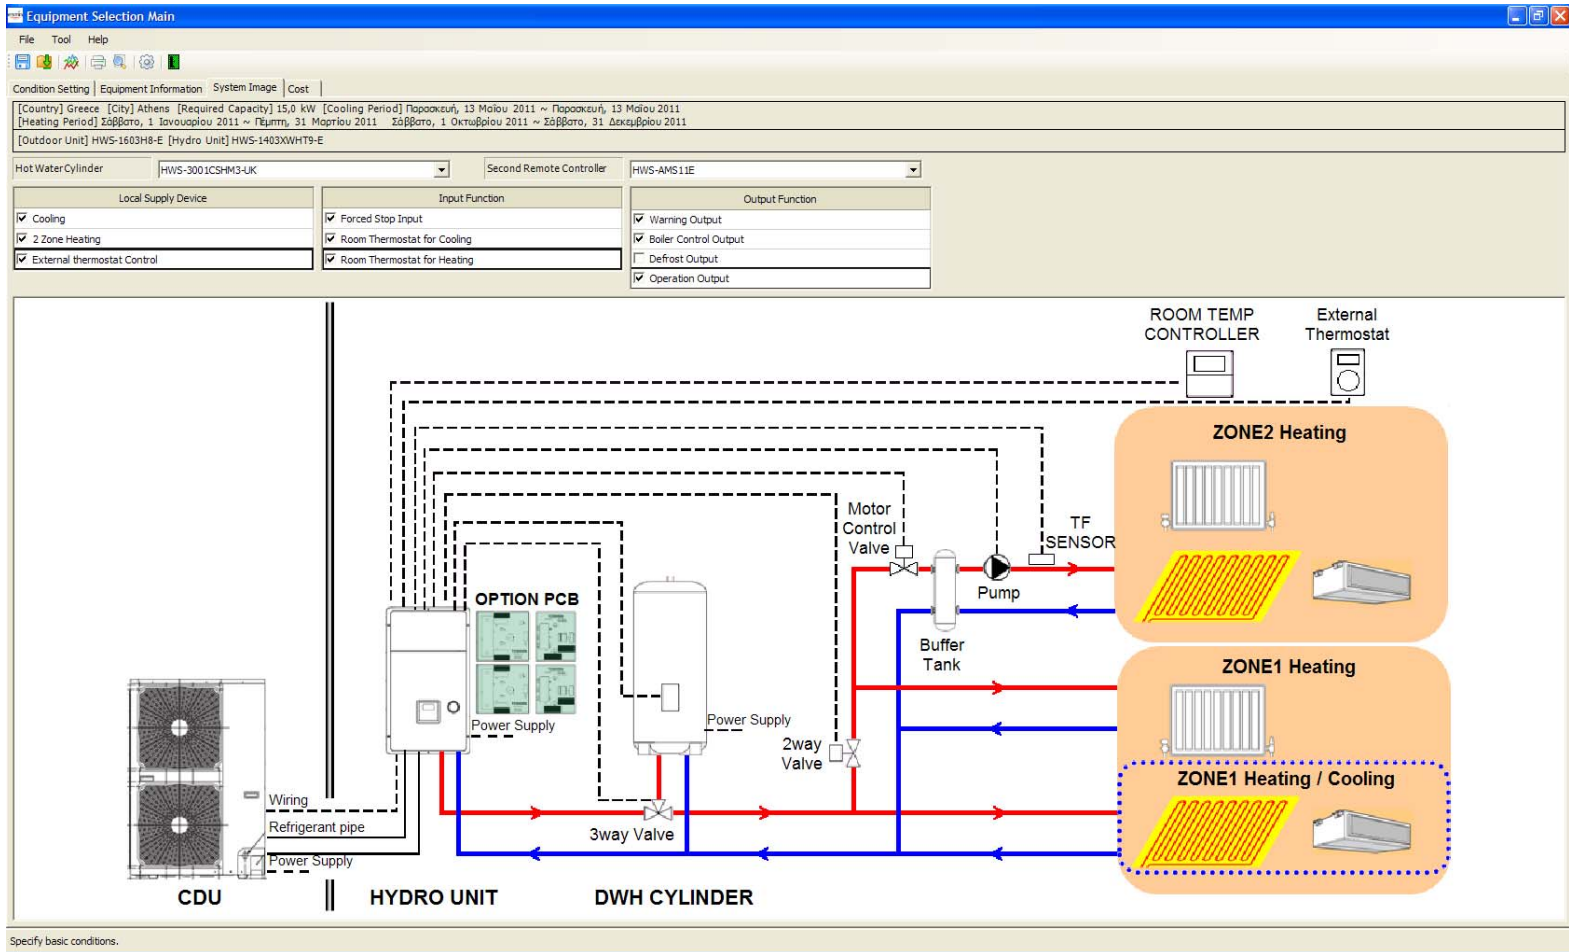 Equipment Selection Main
File Tool Help
Condition Setting Equipment Information System Image Cost
[Country] Greece [City] Athens [Required Capacity] 15,0 kW [Cooling Period] Παρασκευή, 13 Μαΐου 2011 ~ Παρασκευή, 13 Μαΐου 2011
[Heating Period] Σάββατο, 1 Ιανουαρίου 2011 ~ Πέμπτη, 31 Μαρτίου 2011 Σάββατο, 1 Οκτωβρίου 2011 ~ Σάββατο, 31 Δεκεμβρίου 2011
[Outdoor Unit] HWS-1603H8-E [Hydro Unit] HWS-1403XWHT9-E
Hot Water Cylinder HWS-3001CSHM3-UK Second Remote Controller HWS-AMS11E
Local Supply Device Input Function Output Function
Cooling Forced Stop Input Warning Output
2 Zone Heating Room Thermostat for Cooling Boiler Control Output
External thermostat Control Room Thermostat for Heating Defrost Output
Operation Output
ROOM TEMP
CONTROLLER
External
Thermostat
ZONE2 Heating
Motor
Control
Valve
TF
SENSOR
Pump
OPTION PCB
Buffer
Tank
ZONE1 Heating
Power Supply
Power Supply
2way
Valve
ZONE1 Heating / Cooling
Wiring
Refrigerant pipe
3way Valve
Power Supply
CDU
HYDRO UNIT
DWH CYLINDER
Specify basic conditions.